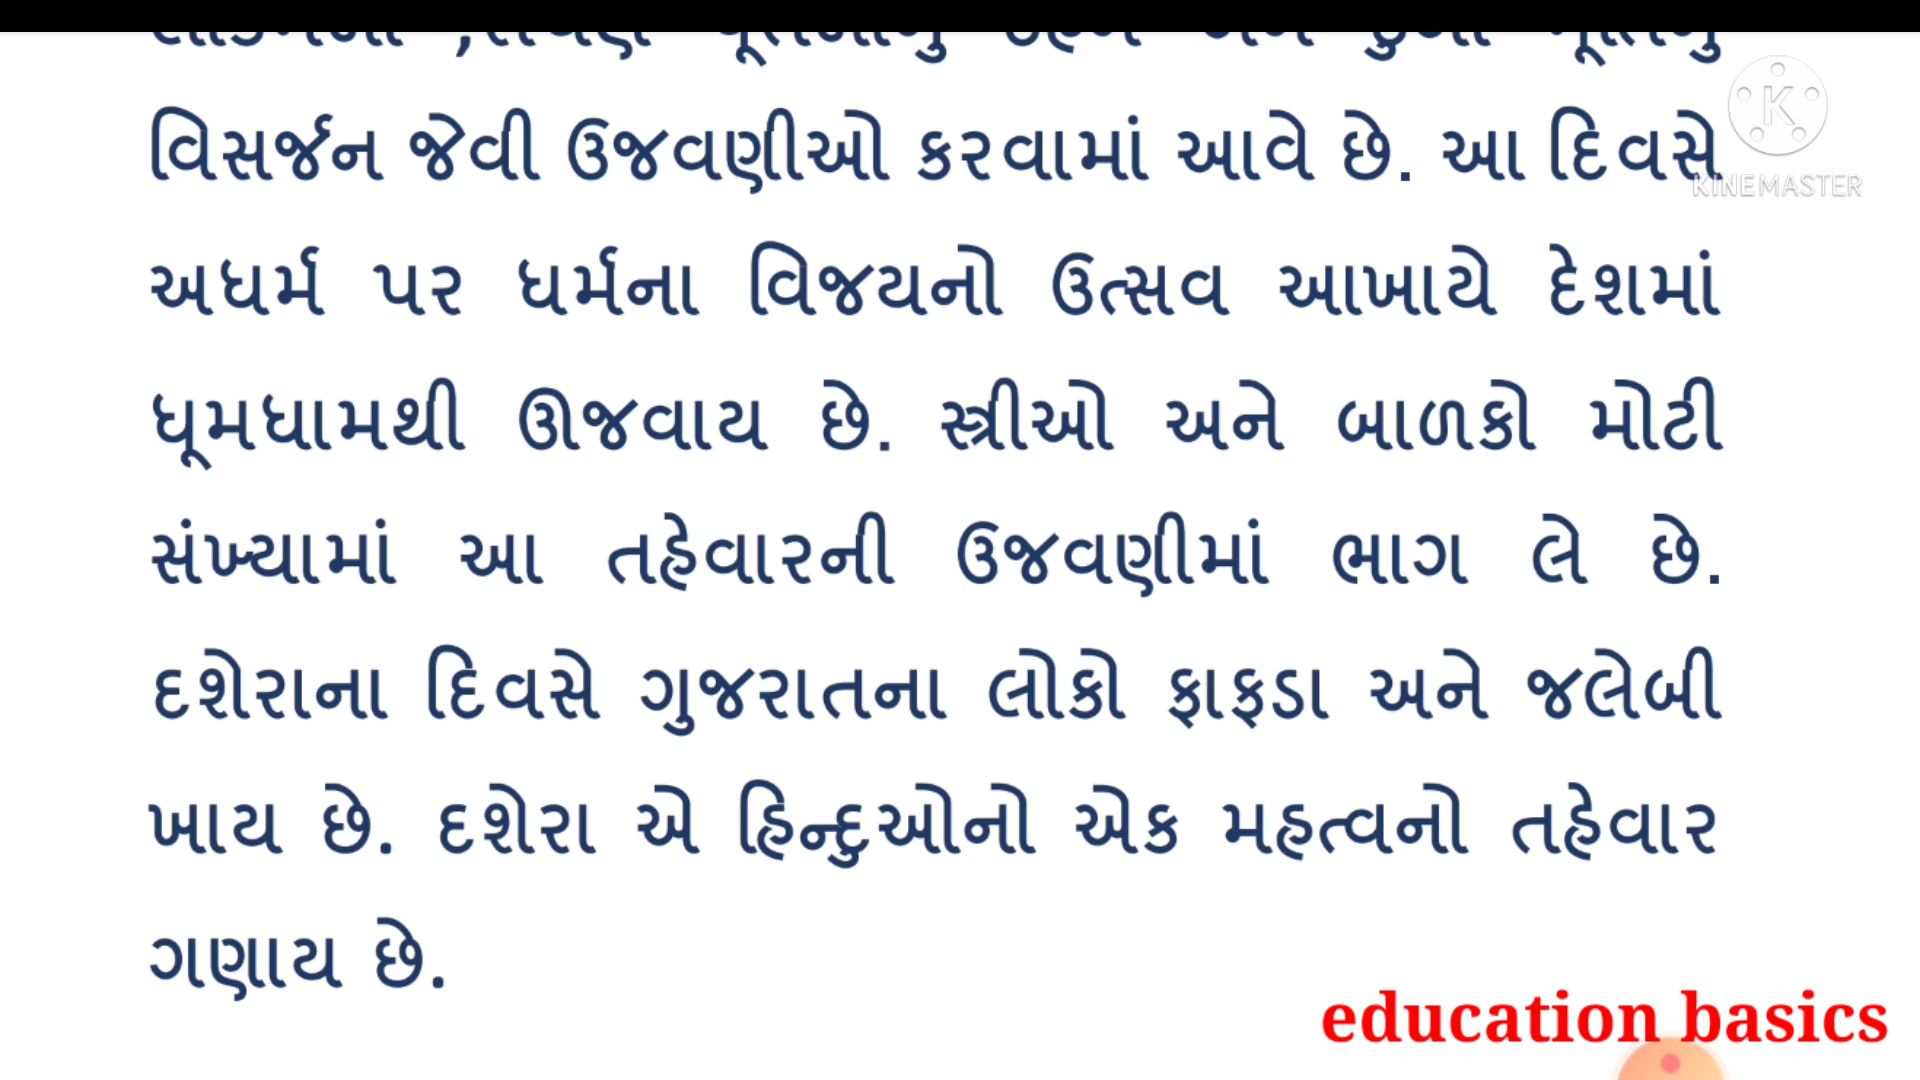 વિસર્જન જેવી ઉજવણીઓ કરવામાં આવે છે. આ દિવસે
KINEMASTER
અધર્મ પર ધર્મના વિજયનો ઉત્સવ આખાયે દેશમાં
ધૂમધામથી ઊજવાય છે. સ્ત્રીઓ અને બાળકો મોટી
સંખ્યામાં આ તહેવારની ઉજવણીમાં ભાગ લે છે.
દશેરાના દિવસે ગુજરાતના લોકો ફાફડા અને જલેબી
ખાય છે. દશેરા એ હિન્દુઓનો એક મહત્વનો તહેવાર
ગણાય છે.
education basics